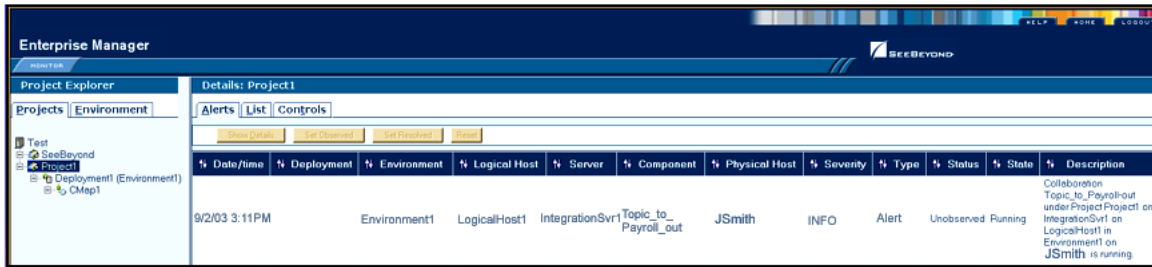 HELP HOME LOGOUT
Enterprise Manager
SEEBEYOND
MONITOR
Project Explorer
Details: Project1
Projects Environment
Alerts List Controls
Show Details Set Observed Set Resolved Reset
Test
SeeBeyond
Project1
Deployment1 (Environment1)
CMap1
Date/time Deployment Environment Logical Host Server Component Physical Host Severity Type Status State Description
9/2/03 3:11PM Environment1 LogicalHost1 IntegrationSvr1 Topic_to_ JSmith INFO Alert Unobserved Running
Payroll_out
Collaboration
Topic_to_Payroll-out
under Project Project1 on
IntegrationSvr1 on
LogicalHost1 in
Environment1 on
JSmith is running.